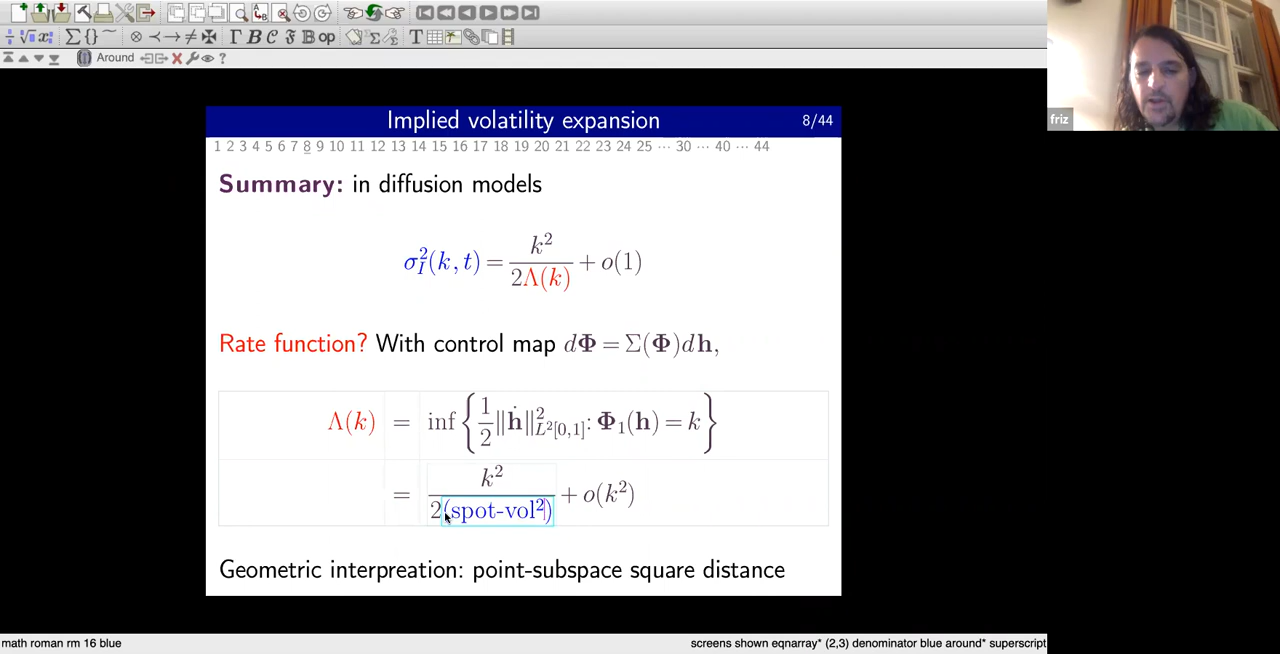 Γ B C F B op
T
Around
?
friz
Implied volatility expansion 8/44
1 2 3 4 5 6 7 8 9 10 11 12 13 14 15 16 17 18 19 20 21 22 23 24 25 ⋯ 30 ⋯ 40 ⋯ 44
Summary: in diffusion models
σ_I^2(k, t) = k^2 / 2Λ(k) + o(1)
Rate function? With control map dΦ = Σ(Φ)dh,
Λ(k) = inf { 1/2 ||ḣ||^2_{L^2[0,1]} : Φ_1(h) = k }
= k^2 / 2(spot-vol^2) + o(k^2)
Geometric interpreation: point-subspace square distance
math roman rm 16 blue
screens shown eqnarray* (2,3) denominator blue around* superscript